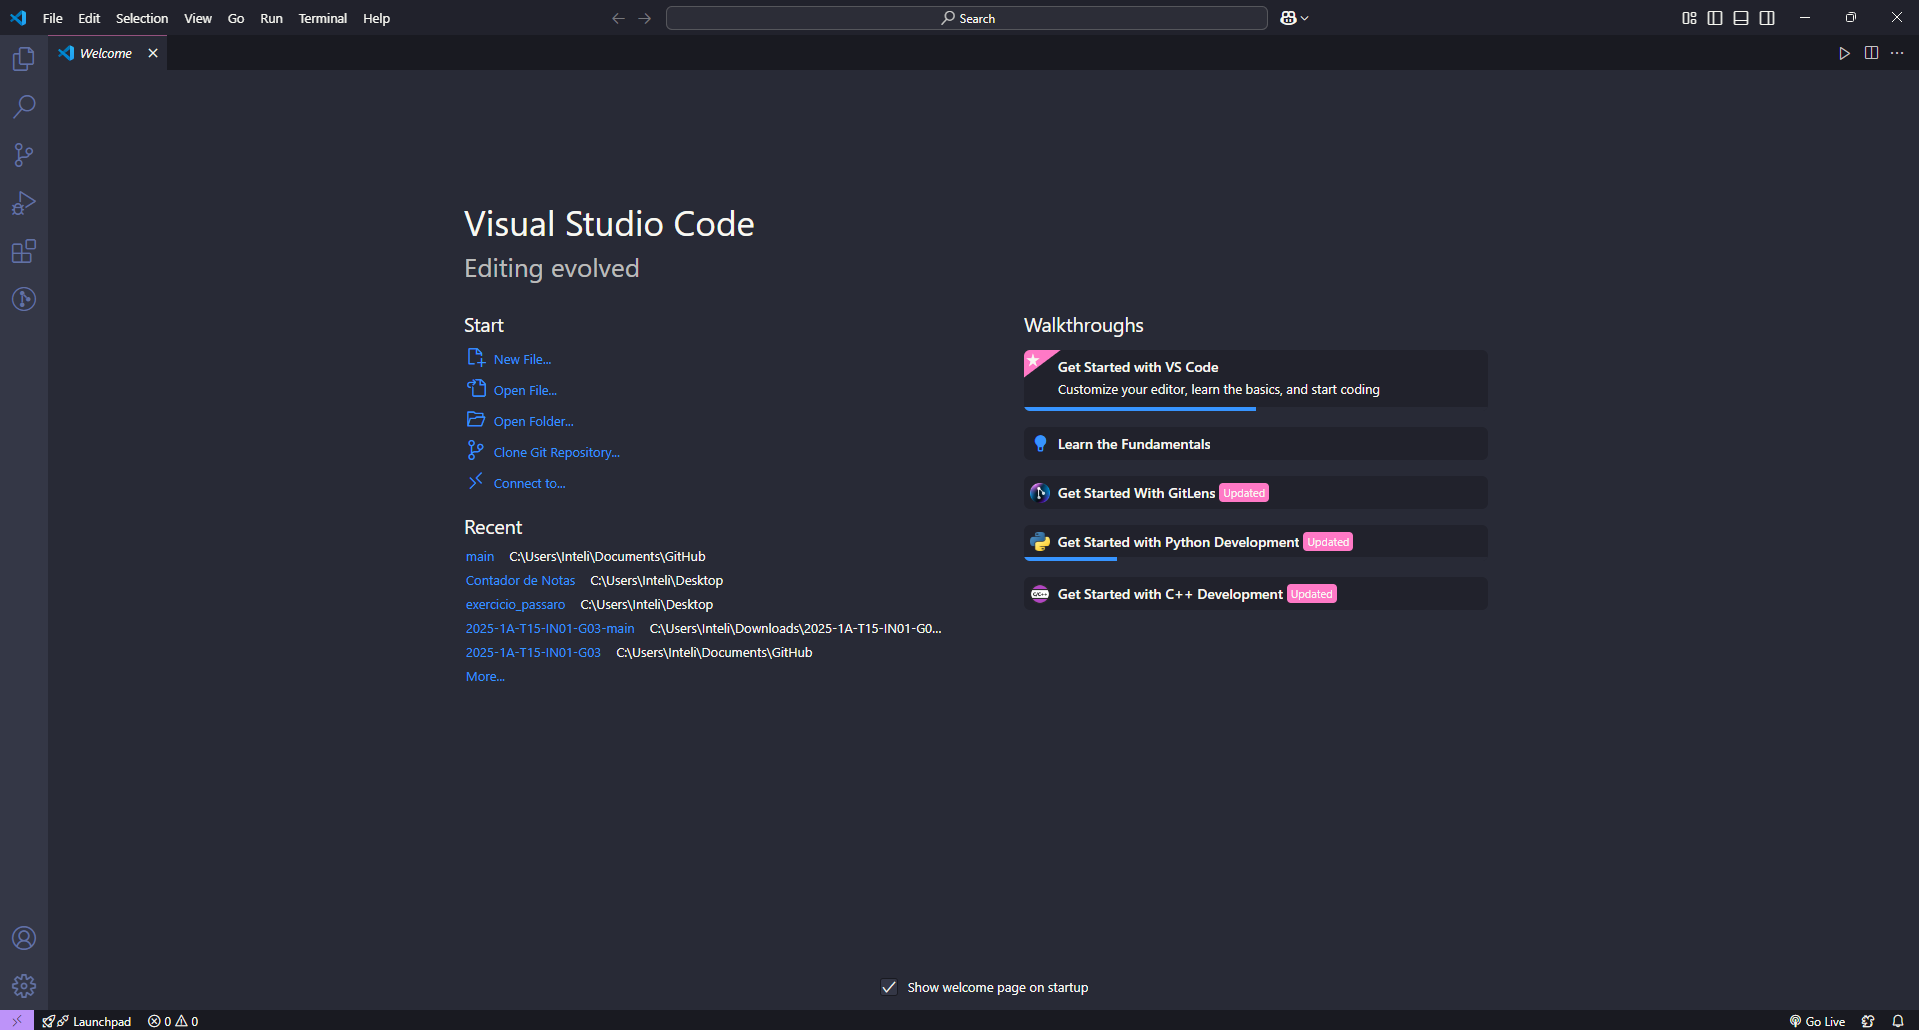 File Edit Selection View Go Run Terminal Help
Search
Welcome
Visual Studio Code
Editing evolved
Start
New File...
Open File...
Open Folder...
Clone Git Repository...
Connect to...
Recent
main C:\Users\Inteli\Documents\GitHub
Contador de Notas C:\Users\Inteli\Desktop
exercicio_passaro C:\Users\Inteli\Desktop
2025-1A-T15-IN01-G03-main C:\Users\Inteli\Downloads\2025-1A-T15-IN01-G0...
2025-1A-T15-IN01-G03 C:\Users\Inteli\Documents\GitHub
More...
Walkthroughs
Get Started with VS Code
Customize your editor, learn the basics, and start coding
Learn the Fundamentals
Get Started With GitLens Updated
Get Started with Python Development Updated
C/C++ Get Started with C++ Development Updated
Show welcome page on startup
Launchpad 0 0 Go Live